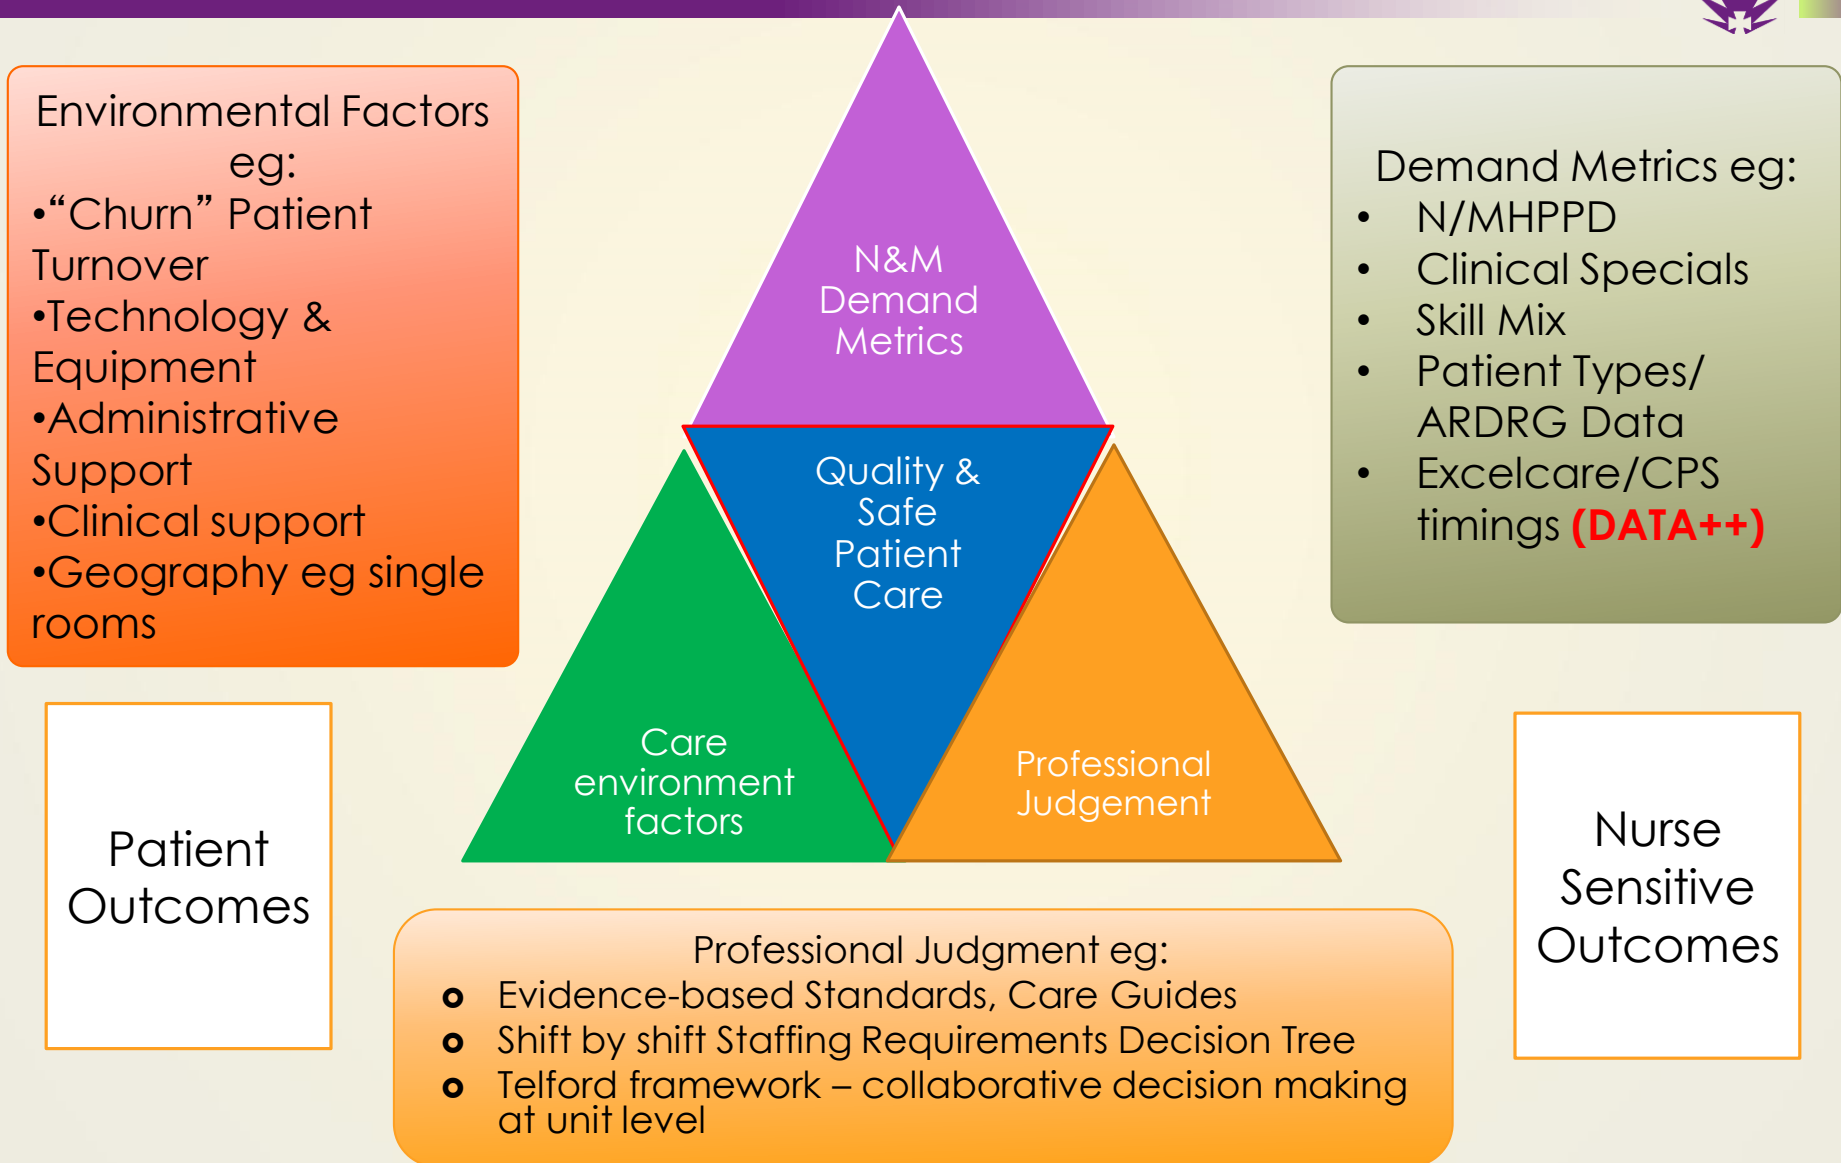 Environmental Factors
eg:
•“Churn” Patient
Turnover
•Technology &
Equipment
•Administrative
Support
•Clinical support
•Geography eg single
rooms
N&M
Demand
Metrics
Quality &
Safe
Patient
Care
Care
environment
factors
Professional
Judgement
Demand Metrics eg:
• N/MHPPD
• Clinical Specials
• Skill Mix
• Patient Types/
ARDRG Data
• Excelcare/CPS
timings (DATA++)
Patient
Outcomes
Professional Judgment eg:
Evidence-based Standards, Care Guides
Shift by shift Staffing Requirements Decision Tree
Telford framework – collaborative decision making
at unit level
Nurse
Sensitive
Outcomes